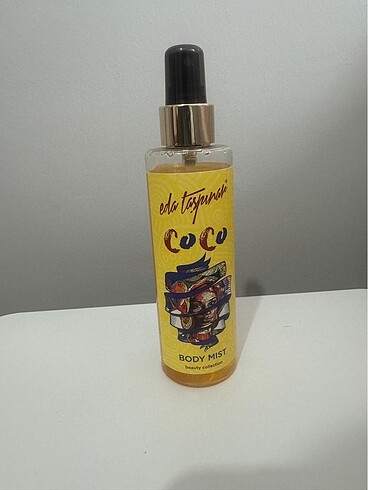 eda taşpınar
CoCo
BODY MIST
beauty collection